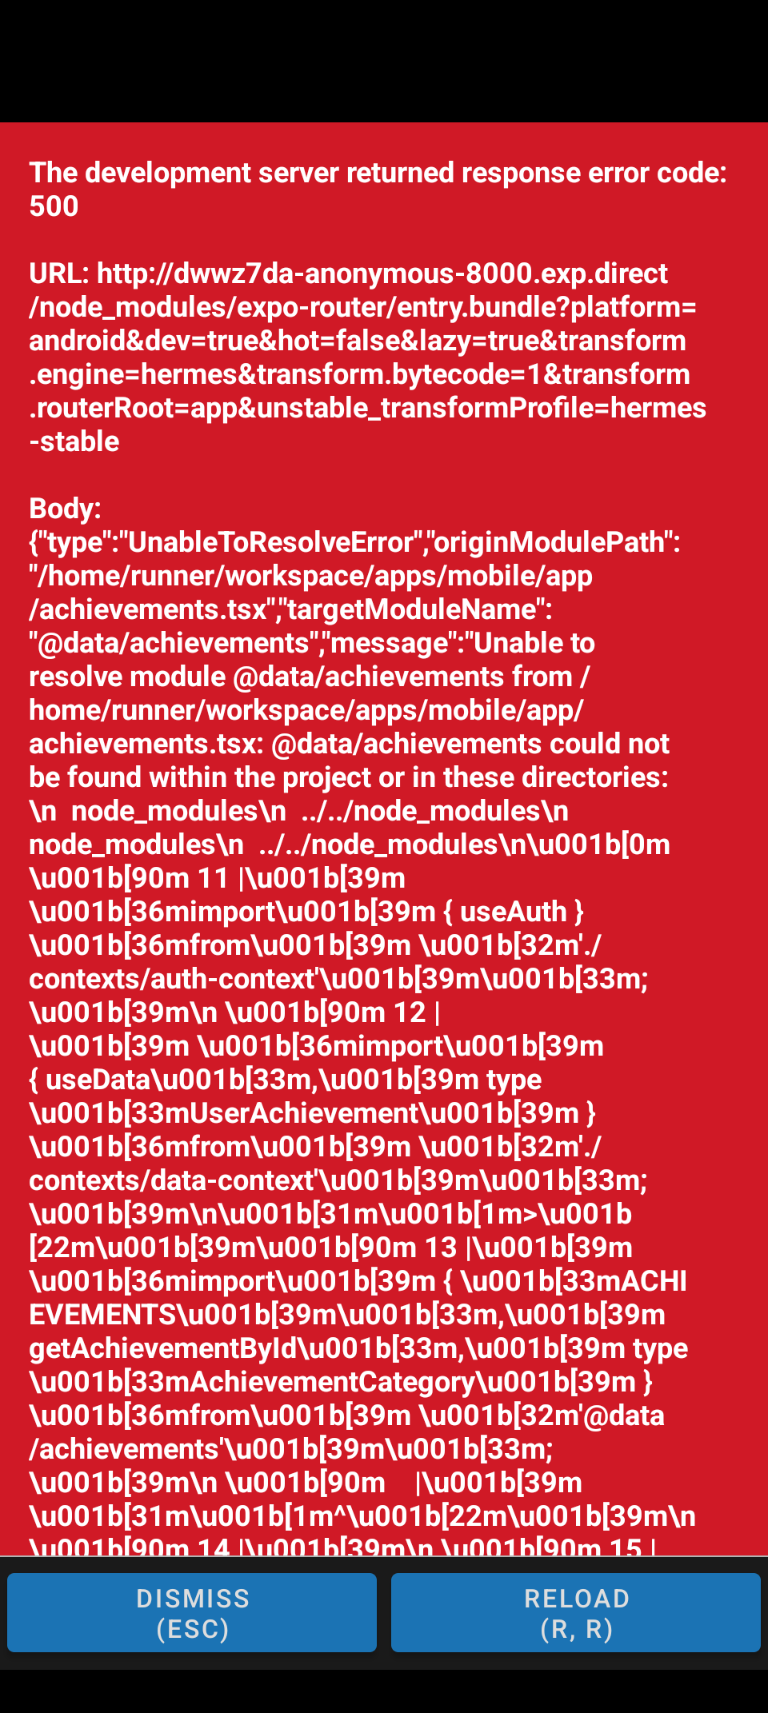 The development server returned response error code:
500
URL: http://dwwz7da-anonymous-8000.exp.direct
/node_modules/expo-router/entry.bundle?platform=
android&dev=true&hot=false&lazy=true&transform
.engine=hermes&transform.bytecode=1&transform
.routerRoot=app&unstable_transformProfile=hermes
-stable
Body:
{"type":"UnableToResolveError","originModulePath":
"/home/runner/workspace/apps/mobile/app
/achievements.tsx","targetModuleName":
"@data/achievements","message":"Unable to
resolve module @data/achievements from /
home/runner/workspace/apps/mobile/app/
achievements.tsx: @data/achievements could not
be found within the project or in these directories:
\n  node_modules\n  ../../node_modules\n
node_modules\n  ../../node_modules\n\u001b[0m
\u001b[90m 11 |\u001b[39m
\u001b[36mimport\u001b[39m { useAuth }
\u001b[36mfrom\u001b[39m \u001b[32m'./
contexts/auth-context'\u001b[39m\u001b[33m;
\u001b[39m\n \u001b[90m 12 |
\u001b[39m \u001b[36mimport\u001b[39m
{ useData\u001b[33m,\u001b[39m type
\u001b[33mUserAchievement\u001b[39m }
\u001b[36mfrom\u001b[39m \u001b[32m'./
contexts/data-context'\u001b[39m\u001b[33m;
\u001b[39m\n\u001b[31m\u001b[1m>\u001b
[22m\u001b[39m\u001b[90m 13 |\u001b[39m
\u001b[36mimport\u001b[39m { \u001b[33mACHI
EVEMENTS\u001b[39m\u001b[33m,\u001b[39m
getAchievementById\u001b[33m,\u001b[39m type
\u001b[33mAchievementCategory\u001b[39m }
\u001b[36mfrom\u001b[39m \u001b[32m'@data
/achievements'\u001b[39m\u001b[33m;
\u001b[39m\n \u001b[90m    |\u001b[39m
\u001b[31m\u001b[1m^\u001b[22m\u001b[39m\n
\u001b[90m 14 |\u001b[39m\n \u001b[90m 15 |
DISMISS
(ESC)
RELOAD
(R, R)